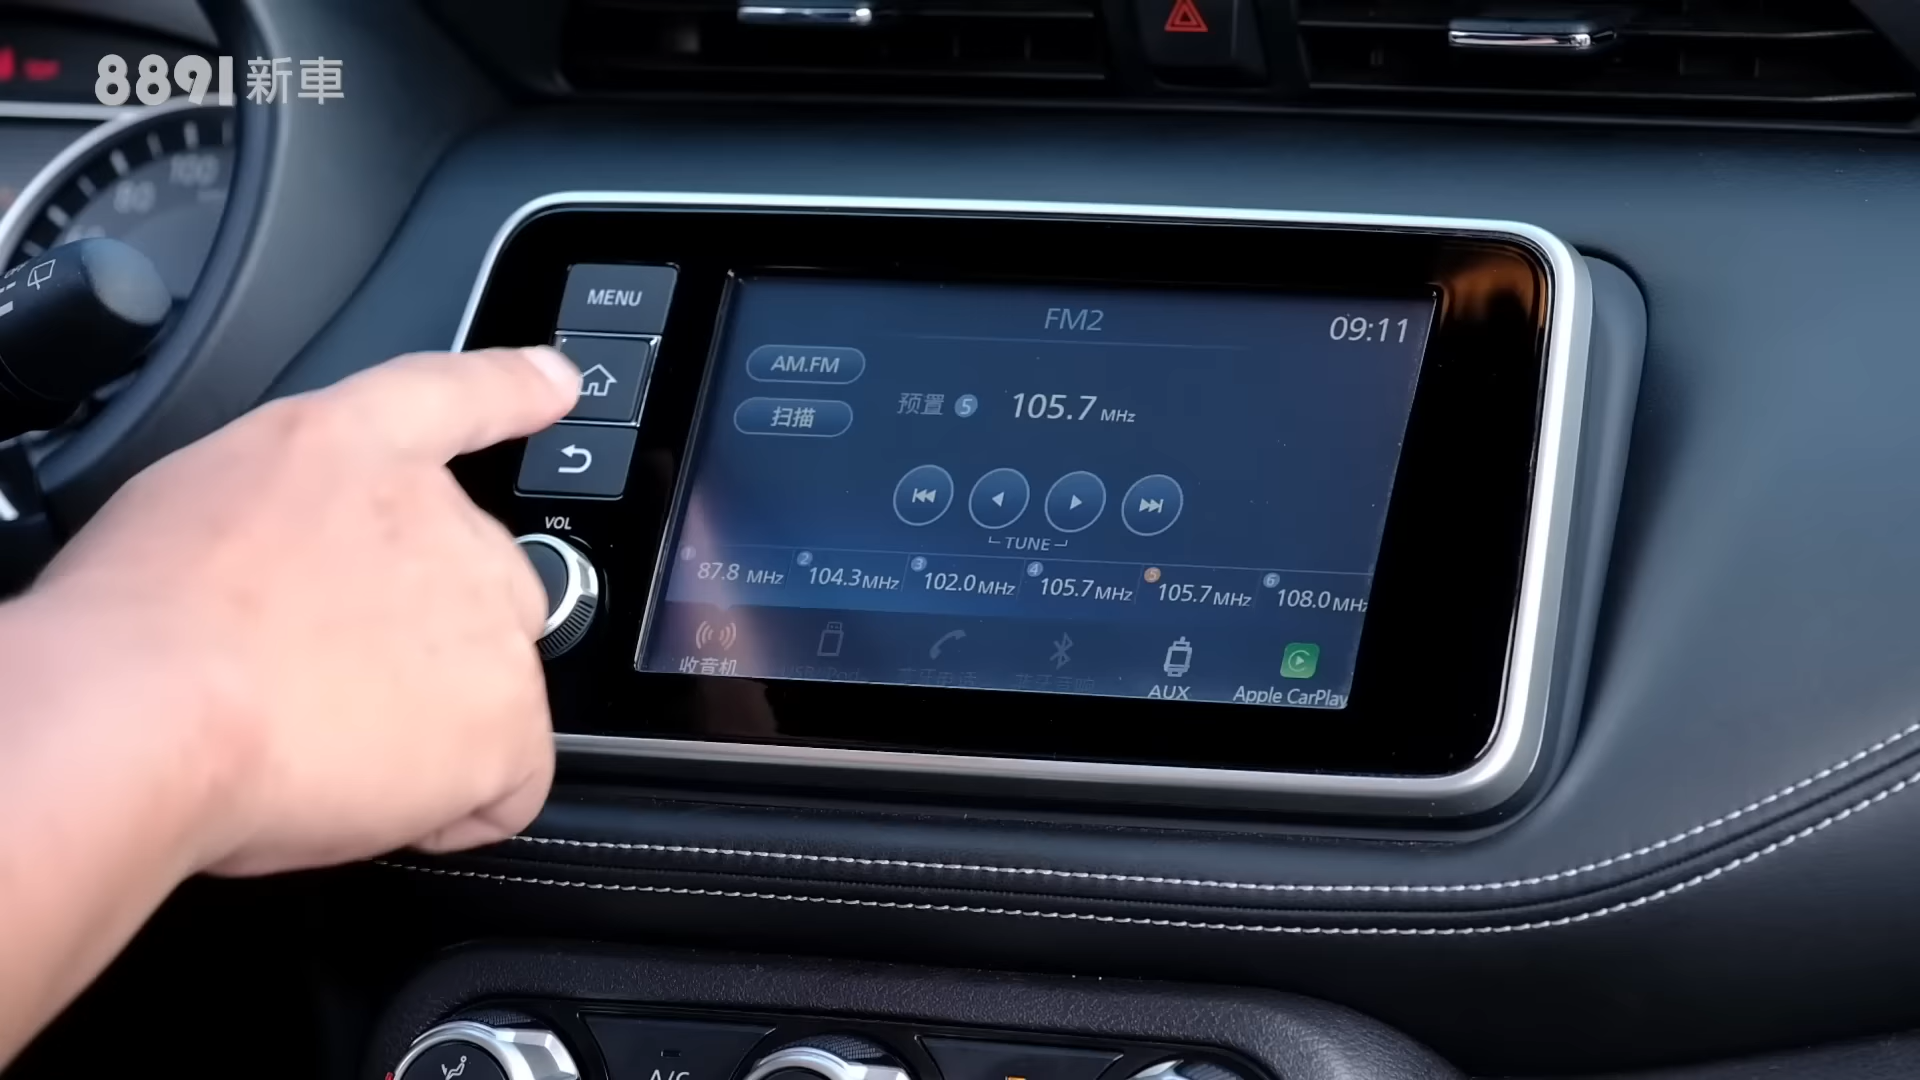 8891新車
80 100
MENU
FM2
09:11
AM.FM
扫描
预置 5 105.7 MHz
VOL
TUNE
1 87.8 MHz 2 104.3 MHz 3 102.0 MHz 4 105.7 MHz 5 105.7 MHz 6 108.0 MHz
收音机
AUX
Apple CarPlay
A/C